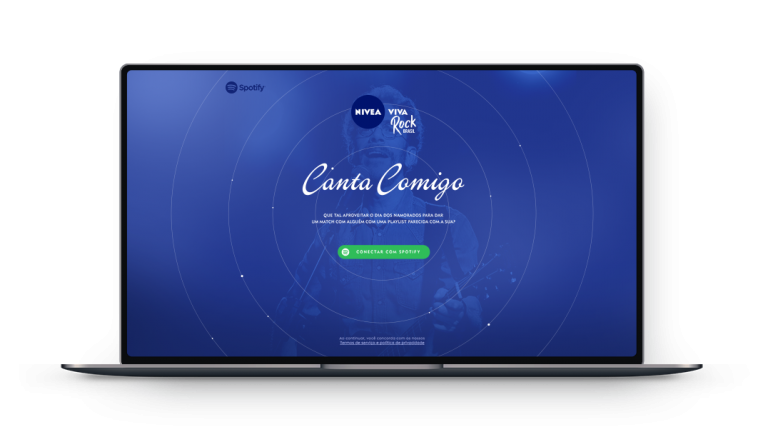 Spotify
NIVEA VIVA
Rock
BRASIL
Canta Comigo
QUE TAL APROVEITAR O DIA DOS NAMORADOS PARA DAR
UM MATCH COM ALGUÉM COM UMA PLAYLIST PARECIDA COM A SUA?
CONECTAR COM SPOTIFY
Ao continuar, você concorda com os nossos
Termos de serviço e política de privacidade